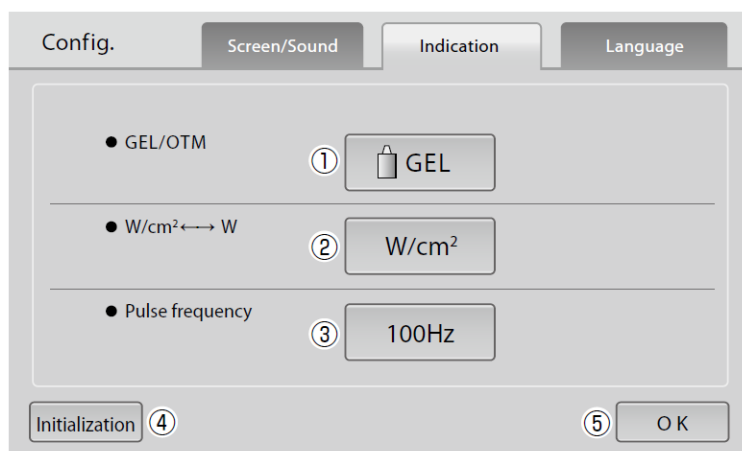 Config.
Screen/Sound
Indication
Language
● GEL/OTM
① GEL
● W/cm²←→ W
② W/cm²
● Pulse frequency
③ 100Hz
Initialization ④
⑤ OK